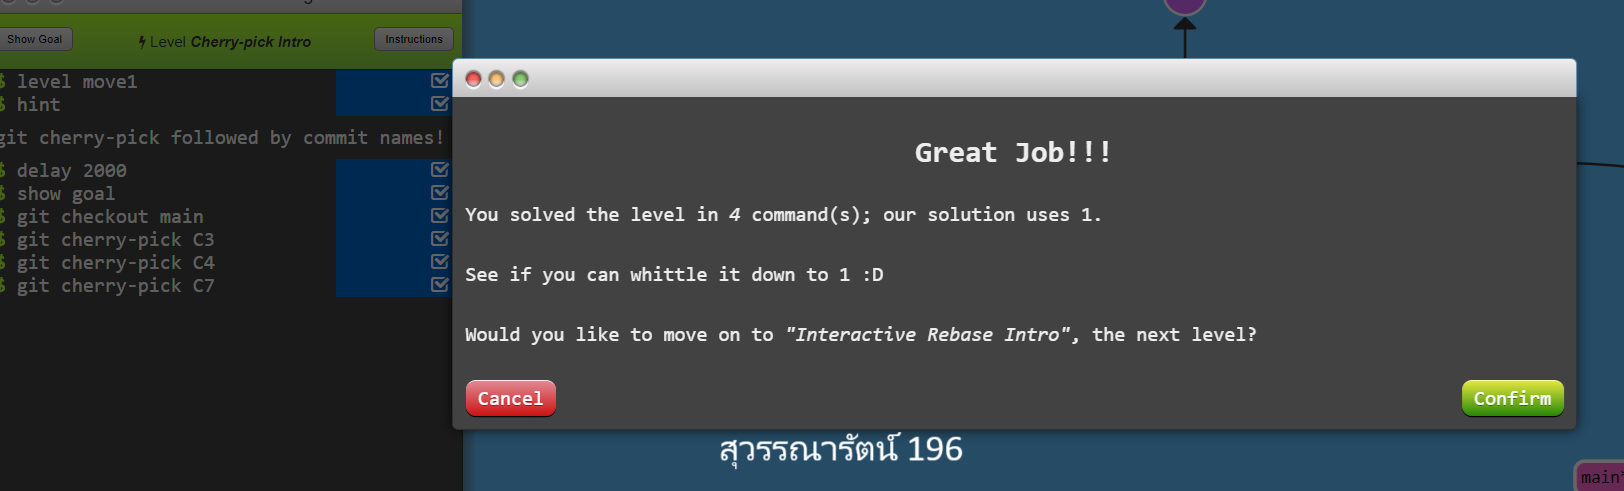 Show Goal
Level Cherry-pick Intro
Instructions
$ level move1
$ hint
git cherry-pick followed by commit names!
$ delay 2000
$ show goal
$ git checkout main
$ git cherry-pick C3
$ git cherry-pick C4
$ git cherry-pick C7
Great Job!!!
You solved the level in 4 command(s); our solution uses 1.
See if you can whittle it down to 1 :D
Would you like to move on to "Interactive Rebase Intro", the next level?
Cancel
Confirm
สุวรรณารัตน์ 196
main*